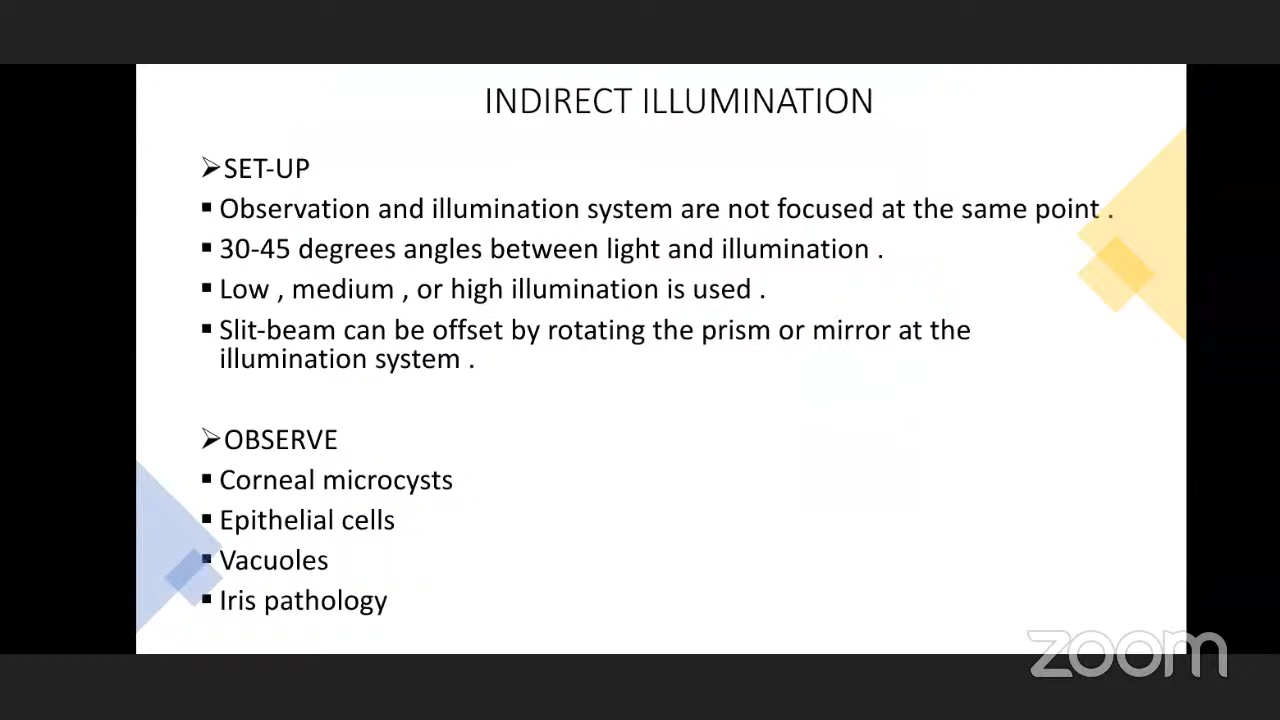 INDIRECT ILLUMINATION
➢SET-UP
▪Observation and illumination system are not focused at the same point .
▪30-45 degrees angles between light and illumination .
▪Low , medium , or high illumination is used .
▪Slit-beam can be offset by rotating the prism or mirror at the
illumination system .
➢OBSERVE
▪Corneal microcysts
▪Epithelial cells
▪Vacuoles
▪Iris pathology
zoom